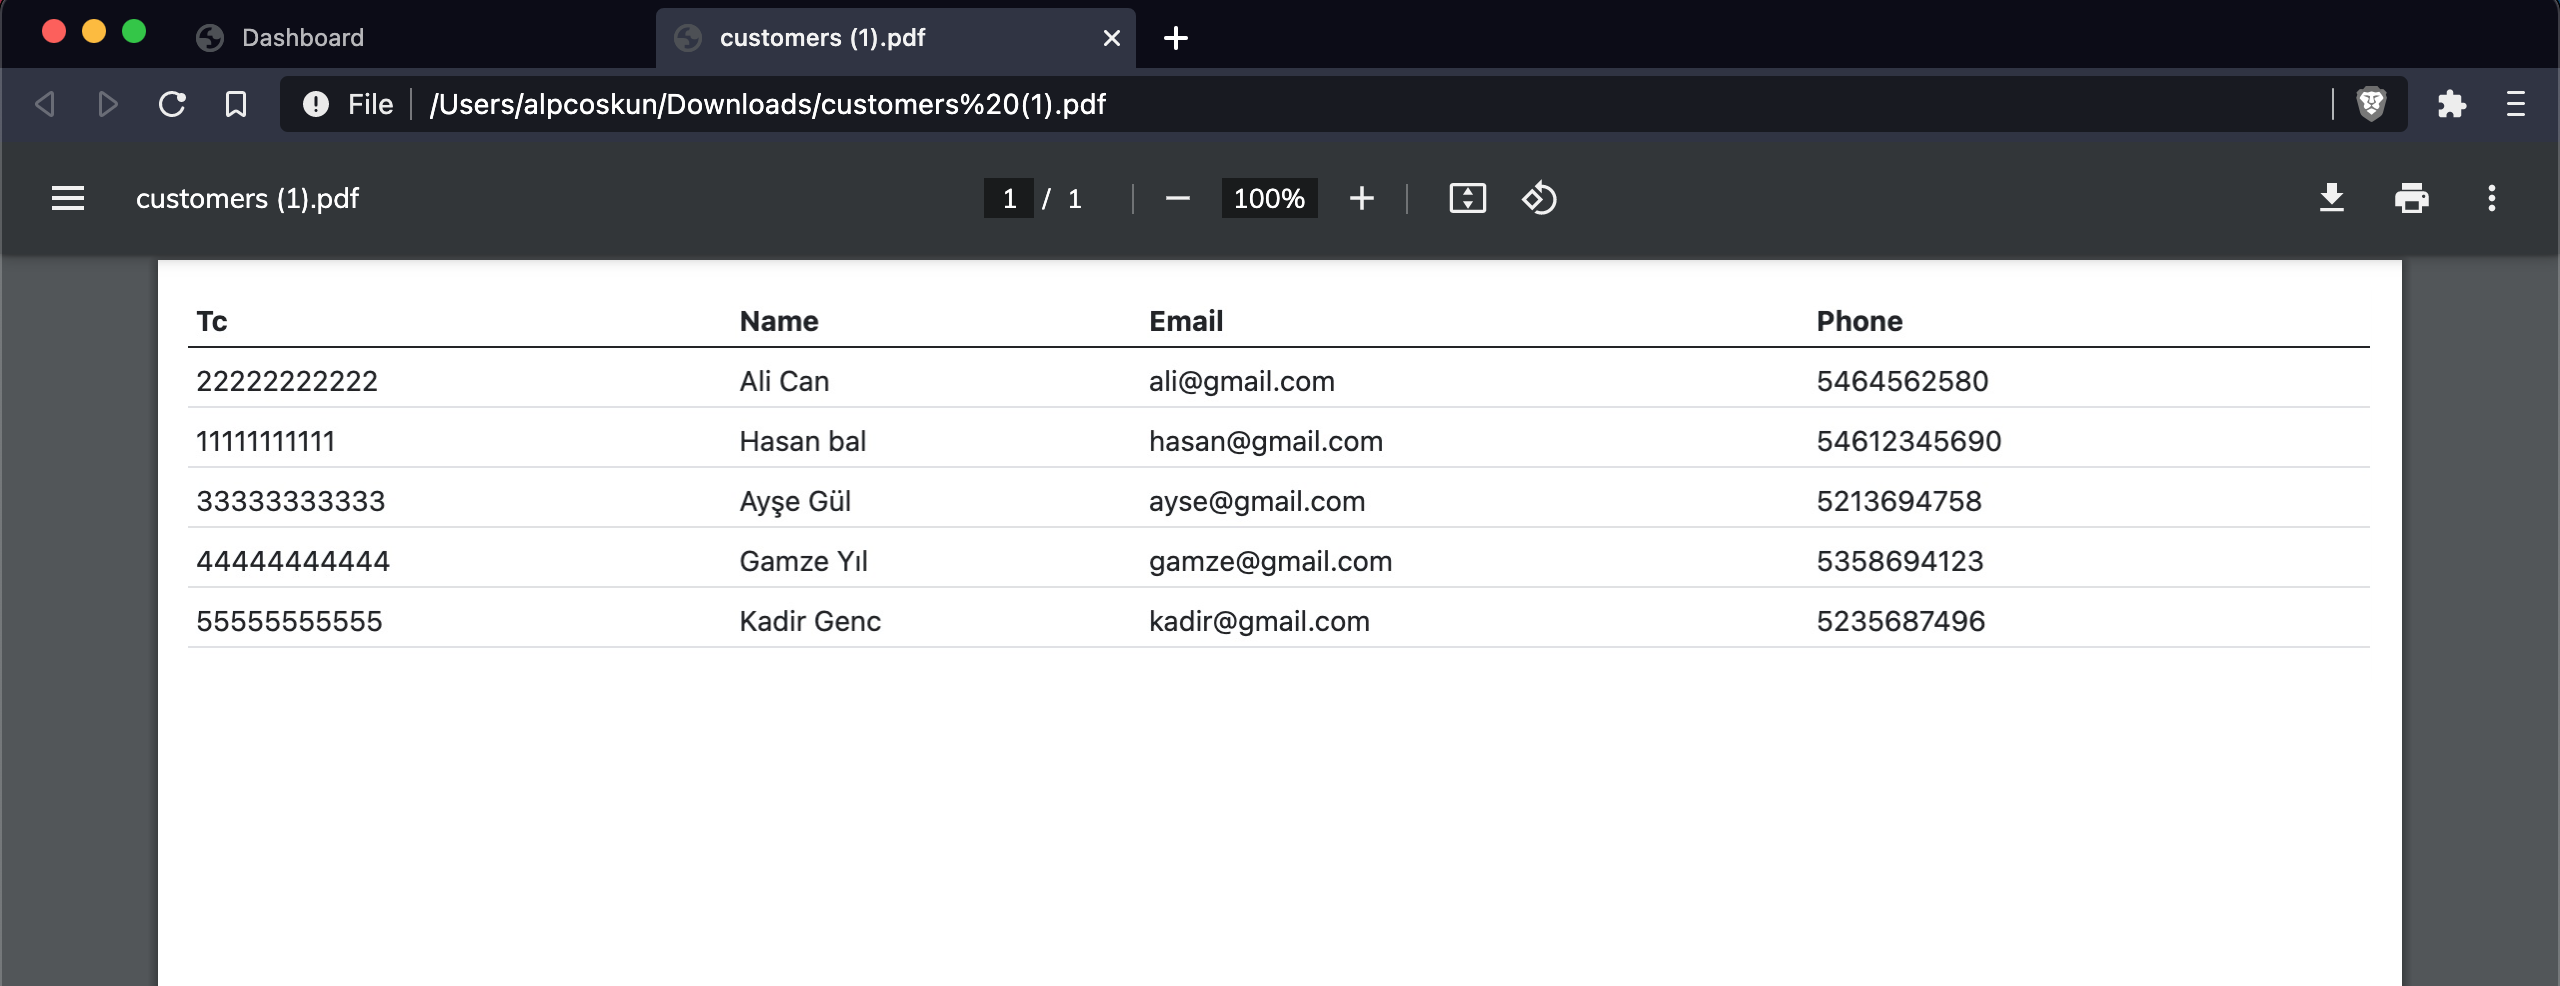 Dashboard customers (1).pdf
File /Users/alpcoskun/Downloads/customers%20(1).pdf
customers (1).pdf 1 / 1 100%
Tc Name Email Phone
22222222222 Ali Can ali@gmail.com 5464562580
11111111111 Hasan bal hasan@gmail.com 54612345690
33333333333 Ayşe Gül ayse@gmail.com 5213694758
44444444444 Gamze Yıl gamze@gmail.com 5358694123
55555555555 Kadir Genc kadir@gmail.com 5235687496